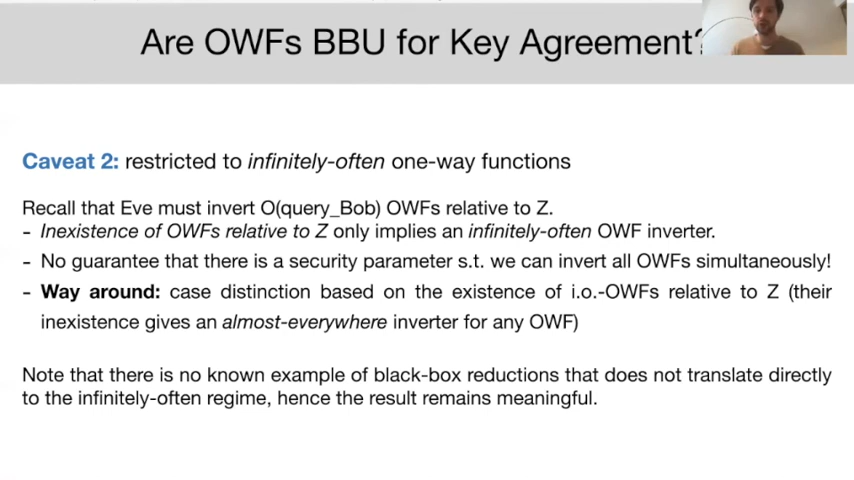 Are OWFs BBU for Key Agreement?
Caveat 2: restricted to infinitely-often one-way functions
Recall that Eve must invert O(query_Bob) OWFs relative to Z.
- Inexistence of OWFs relative to Z only implies an infinitely-often OWF inverter.
- No guarantee that there is a security parameter s.t. we can invert all OWFs simultaneously!
- Way around: case distinction based on the existence of i.o.-OWFs relative to Z (their
inexistence gives an almost-everywhere inverter for any OWF)
Note that there is no known example of black-box reductions that does not translate directly
to the infinitely-often regime, hence the result remains meaningful.